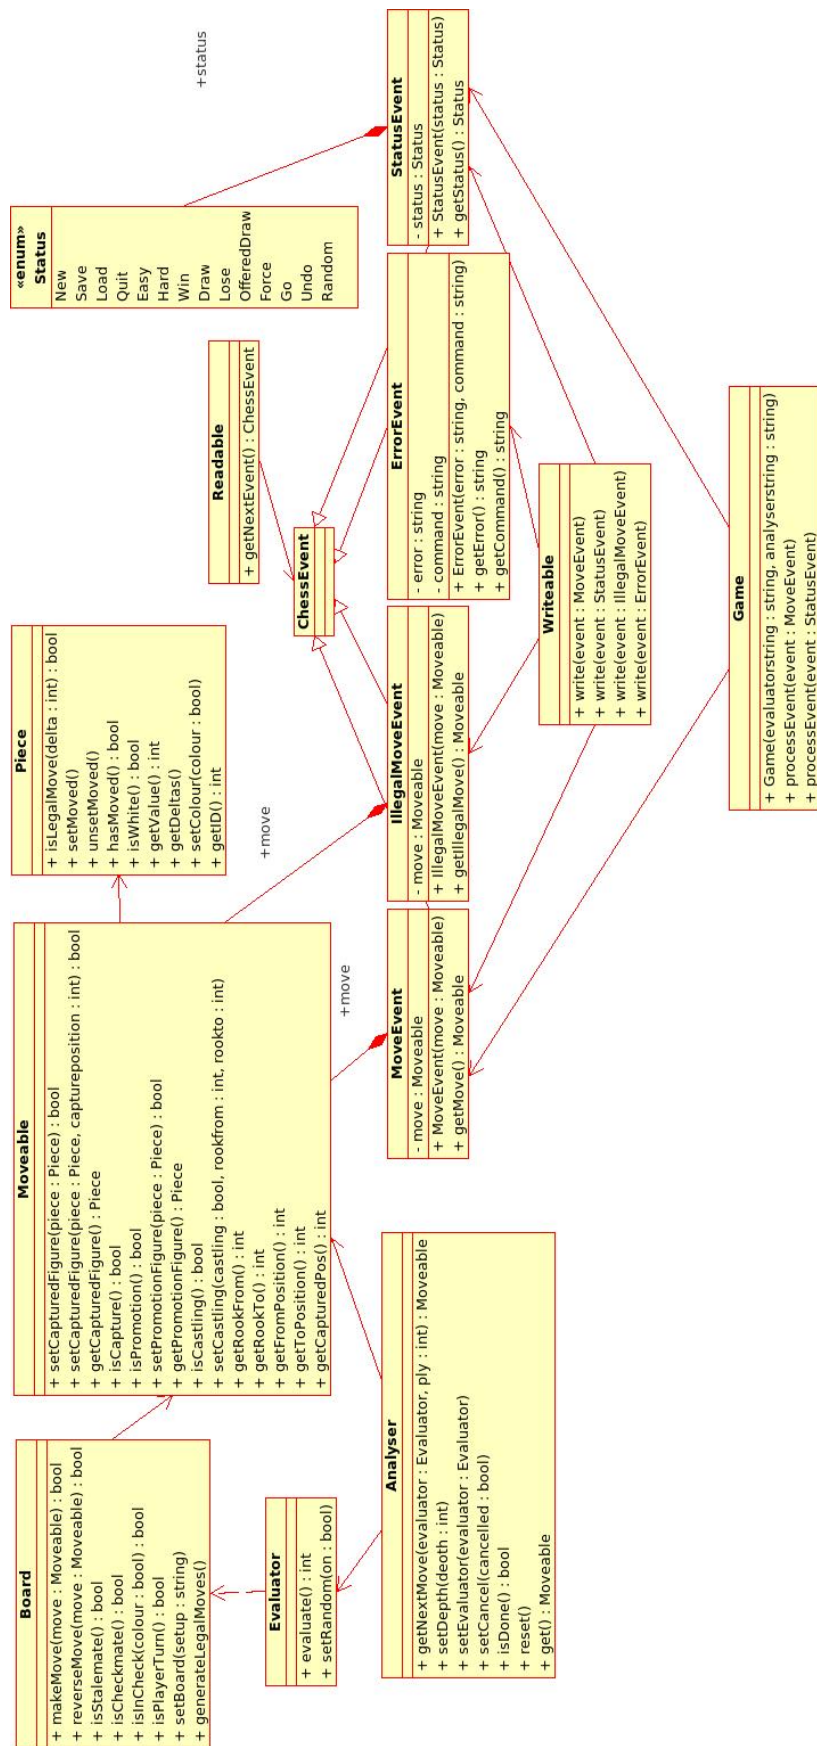 Board
+ makeMove(move : Moveable) : bool
+ reverseMove(move : Moveable) : bool
+ isStalemate() : bool
+ isCheckmate() : bool
+ isInCheck(colour : bool) : bool
+ isPlayerTurn() : bool
+ setBoard(setup : string)
+ generateLegalMoves()
Moveable
+ setCapturedFigure(piece : Piece) : bool
+ setCapturedFigure(piece : Piece, captureposition : int) : bool
+ getCapturedFigure() : Piece
+ isCapture() : bool
+ isPromotion() : bool
+ setPromotionFigure(piece : Piece) : bool
+ getPromotionFigure() : Piece
+ isCastling() : bool
+ setCastling(castling : bool, rookfrom : int, rookto : int)
+ getRookFrom() : int
+ getRookTo() : int
+ getFromPosition() : int
+ getToPosition() : int
+ getCapturedPos() : int
Piece
+ isLegalMove(delta : int) : bool
+ setMoved()
+ unsetMoved()
+ hasMoved() : bool
+ isWhite() : bool
+ getValue() : int
+ getDeltas()
+ setColour(colour : bool)
+ getID() : int
Readable
+ getNextEvent() : ChessEvent
«enum»
Status
New
Save
Load
Quit
Easy
Hard
Win
Draw
Lose
OfferedDraw
Force
Go
Undo
Random
+status
Evaluator
+ evaluate() : int
+ setRandom(on : bool)
+move
+move
ChessEvent
Analyser
+ getNextMove(evaluator : Evaluator, ply : int) : Moveable
+ setDepth(deoth : int)
+ setEvaluator(evaluator : Evaluator)
+ setCancel(cancelled : bool)
+ isDone() : bool
+ reset()
+ get() : Moveable
MoveEvent
- move : Moveable
+ MoveEvent(move : Moveable)
+ getMove() : Moveable
IllegalMoveEvent
- move : Moveable
+ IllegalMoveEvent(move : Moveable)
+ getIllegalMove() : Moveable
ErrorEvent
- error : string
- command : string
+ ErrorEvent(error : string, command : string)
+ getError() : string
+ getCommand() : string
StatusEvent
- status : Status
+ StatusEvent(status : Status)
+ getStatus() : Status
Writeable
+ write(event : MoveEvent)
+ write(event : StatusEvent)
+ write(event : IllegalMoveEvent)
+ write(event : ErrorEvent)
Game
+ Game(evaluatorstring : string, analyserstring : string)
+ processEvent(event : MoveEvent)
+ processEvent(event : StatusEvent)